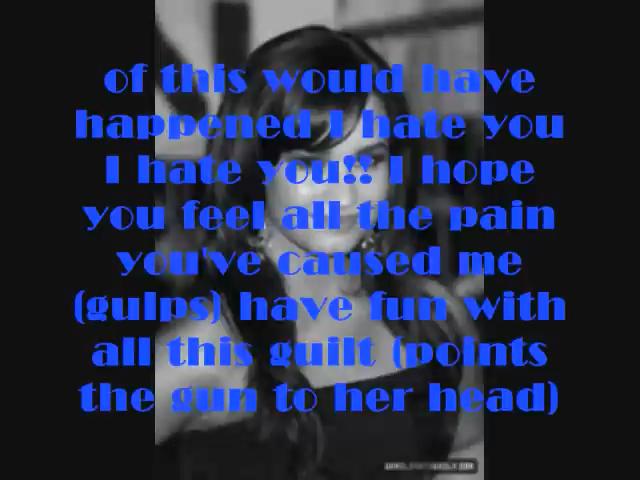 of this would have
happened I hate you
I hate you!! I hope
you feel all the pain
you've caused me
(gulps) have fun with
all this guilt (points
the gun to her head)